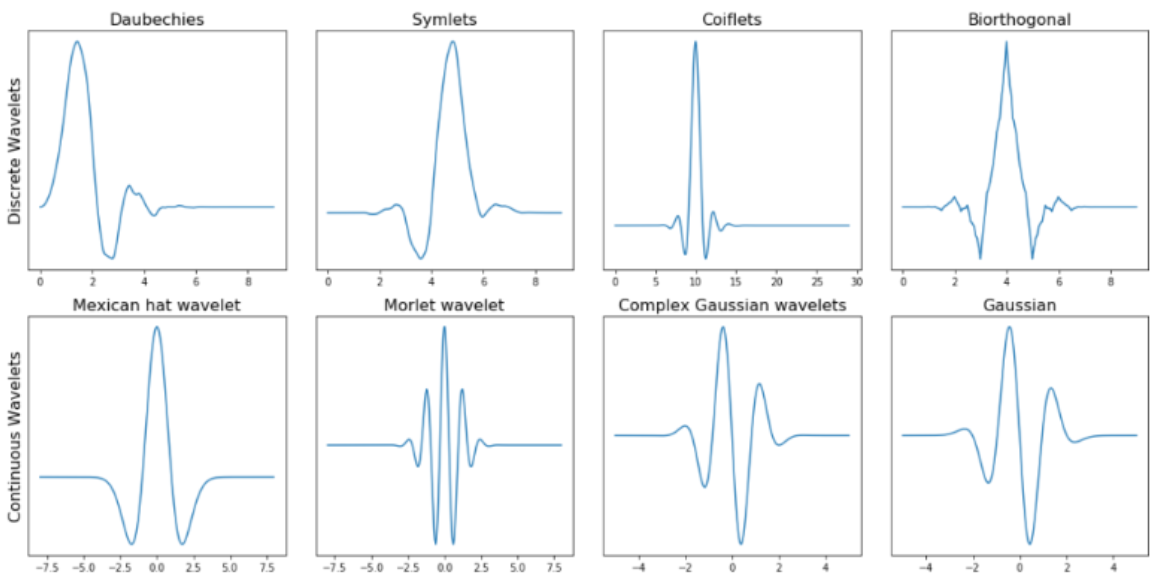 Daubechies
Symlets
Coiflets
Biorthogonal
Discrete Wavelets
0 2 4 6 8
0 2 4 6 8
0 5 10 15 20 25 30
0 2 4 6 8
Mexican hat wavelet
Morlet wavelet
Complex Gaussian wavelets
Gaussian
Continuous Wavelets
−7.5 −5.0 −2.5 0.0 2.5 5.0 7.5
−7.5 −5.0 −2.5 0.0 2.5 5.0 7.5
−4 −2 0 2 4
−4 −2 0 2 4